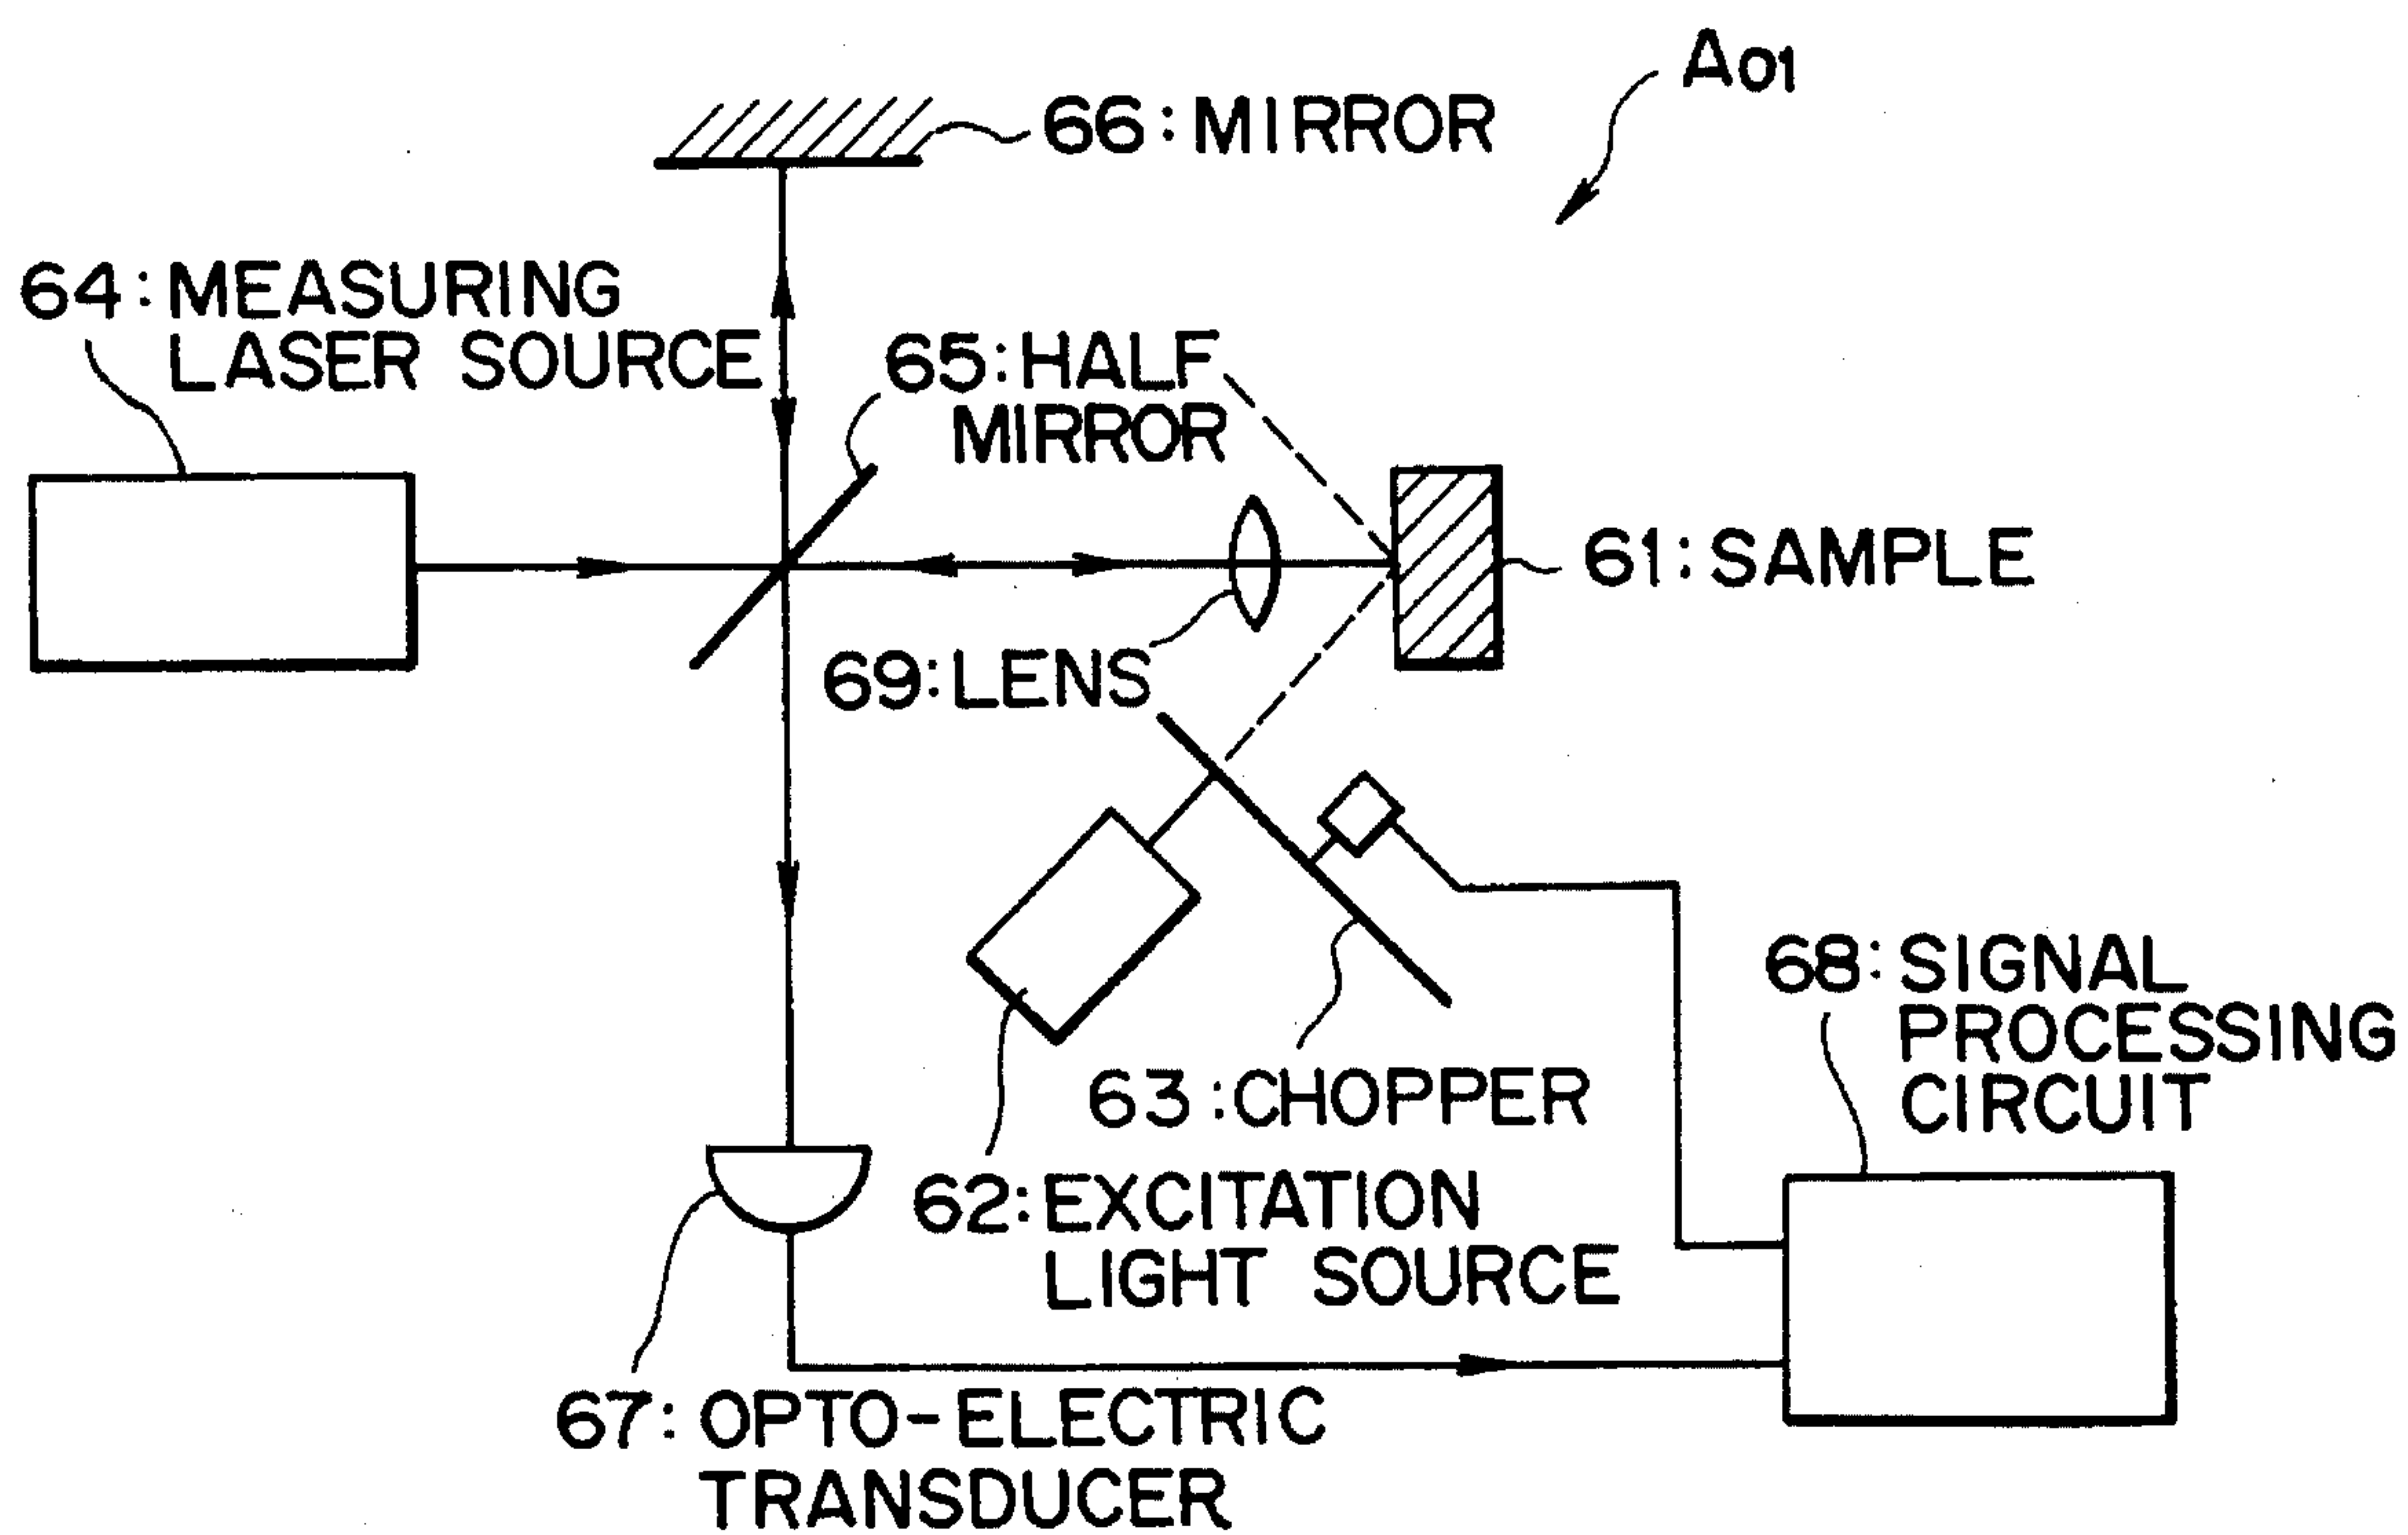 A01
66:MIRROR
64:MEASURING
LASER SOURCE
65:HALF
MIRROR
61:SAMPLE
69:LENS
68:SIGNAL
PROCESSING
CIRCUIT
63:CHOPPER
62:EXCITATION
LIGHT SOURCE
67:OPTO-ELECTRIC
TRANSDUCER